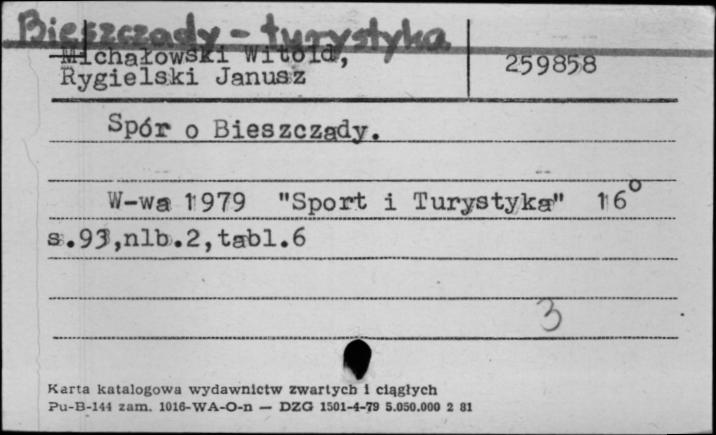 Bieszczady - turystyka
Michałowski Witold,
Rygielski Janusz
259858
Spór o Bieszczady.
W-wa 1979 "Sport i Turystyka" 16°
s.93,nlb.2,tabl.6
3
Karta katalogowa wydawnictw zwartych i ciągłych
Pu-B-144 zam. 1016-WA-O-n — DZG 1501-4-79 5.050.000 2 81